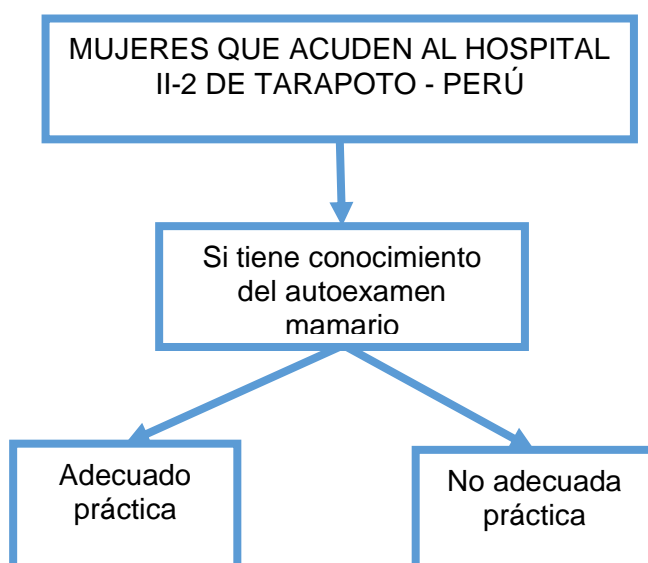 MUJERES QUE ACUDEN AL HOSPITAL
II-2 DE TARAPOTO - PERÚ
Si tiene conocimiento
del autoexamen
mamario
Adecuado
práctica
No adecuada
práctica